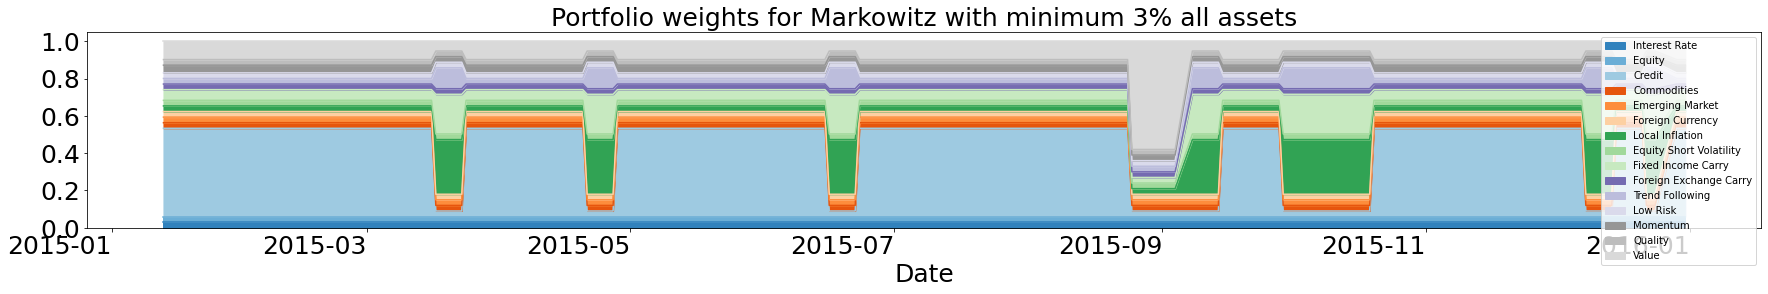 Portfolio weights for Markowitz with minimum 3% all assets
1.0
0.8
0.6
0.4
0.2
0.0
Interest Rate
Equity
Credit
Commodities
Emerging Market
Foreign Currency
Local Inflation
Equity Short Volatility
Fixed Income Carry
Foreign Exchange Carry
Trend Following
Low Risk
Momentum
Quality
Value
2015-01 2015-03 2015-05 2015-07 2015-09 2015-11 2016-01
Date